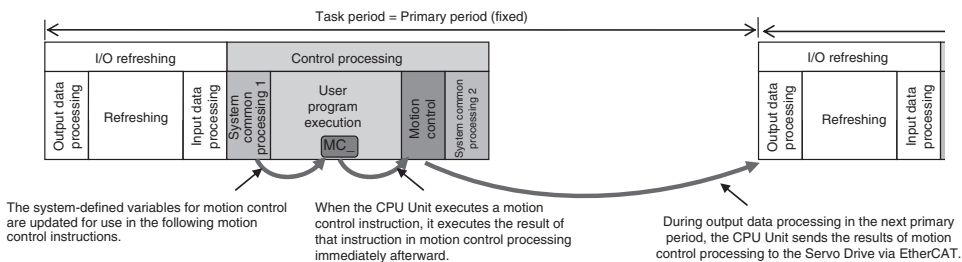 Task period = Primary period (fixed)
I/O refreshing
Control processing
I/O refreshing
Output data
processing
Refreshing
Input data
processing
System
common
processing 1
User
program
execution
MC_
Motion
control
System common
processing 2
Output data
processing
Refreshing
Input data
processing
The system-defined variables for motion control
are updated for use in the following motion
control instructions.
When the CPU Unit executes a motion
control instruction, it executes the result of
that instruction in motion control processing
immediately afterward.
During output data processing in the next primary
period, the CPU Unit sends the results of motion
control processing to the Servo Drive via EtherCAT.